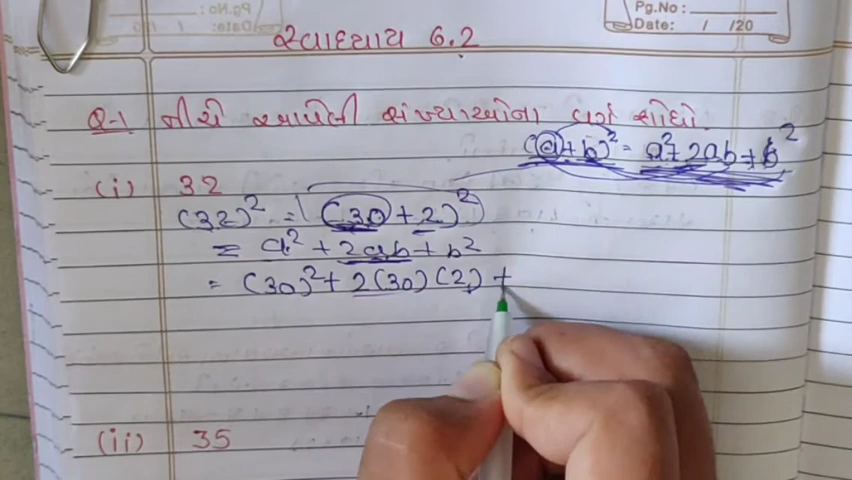 Pg.No :
Date: / /20
સ્વાધ્યાય 6.2
Q-1 નીચે આપેલી સંખ્યાઓના વર્ગ શોધો.
(a+b)² = a²+2ab+b²
(i) 32
(32)² = (30+2)²
= a² + 2ab + b²
= (30)² + 2(30)(2) +
(ii) 35